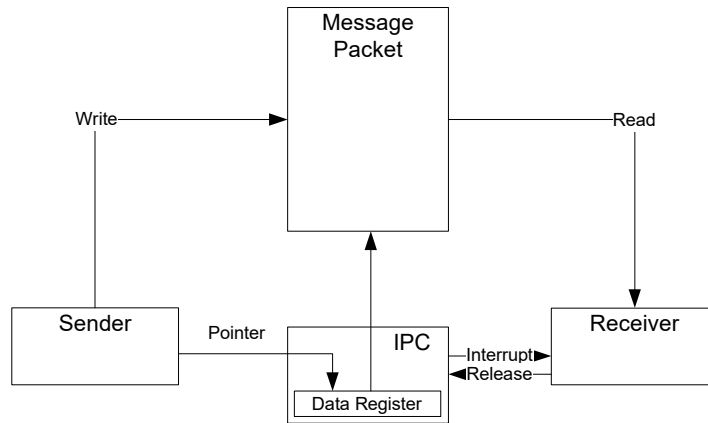 Message
Packet
Write
Read
Sender
Pointer
IPC
Receiver
Interrupt
Release
Data Register